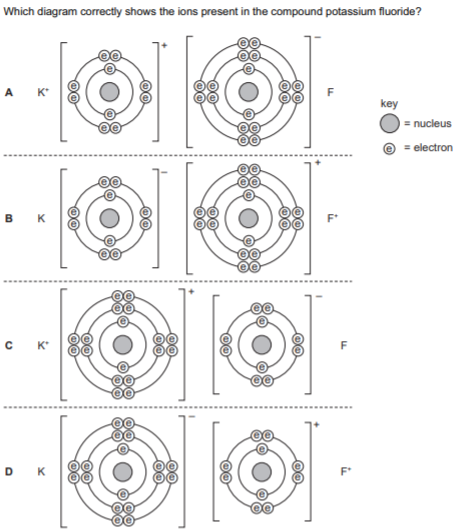 Which diagram correctly shows the ions present in the compound potassium fluoride?
A K⁺ e e e e e e e e e e + e e e e e e e e e e e e e e e e e e – F
key
= nucleus
e = electron
B K e e e e e e e e e e – e e e e e e e e e e e e e e e e e e + F⁺
C K⁺ e e e e e e e e e e e e e e e e e e + e e e e e e e e e e – F
D K e e e e e e e e e e e e e e e e e e – e e e e e e e e e e + F⁺